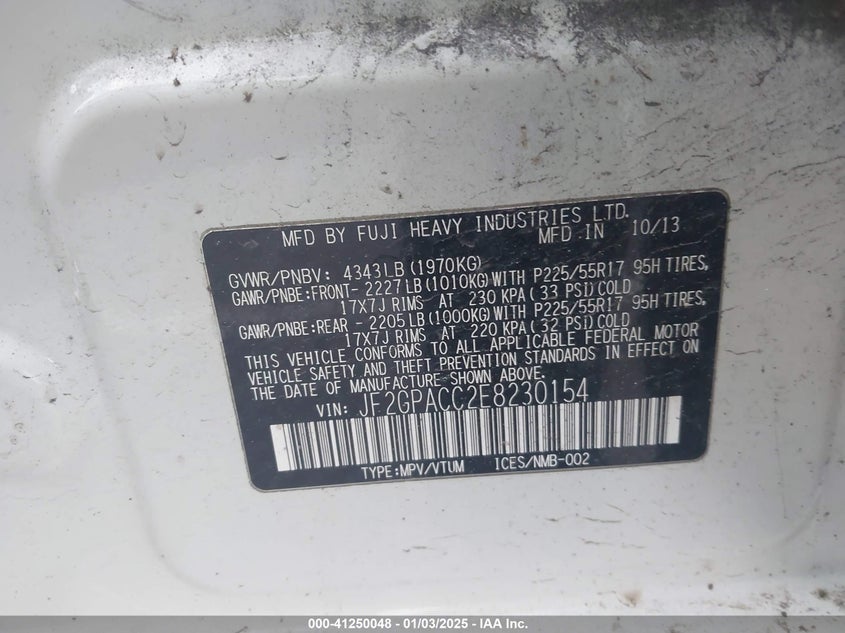 MFD BY FUJI HEAVY INDUSTRIES LTD.
MFD IN 10/13
GVWR/PNBV: 4343LB (1970KG)
GAWR/PNBE:FRONT- 2227LB (1010KG) WITH P225/55R17 95H TIRES,
17X7J RIMS AT 230 KPA (33 PSI) COLD
GAWR/PNBE:REAR - 2205LB (1000KG) WITH P225/55R17 95H TIRES,
17X7J RIMS AT 220 KPA (32 PSI) COLD
THIS VEHICLE CONFORMS TO ALL APPLICABLE FEDERAL MOTOR
VEHICLE SAFETY AND THEFT PREVENTION STANDARDS IN EFFECT ON
THE DATE OF MANUFACTURE SHOWN ABOVE.
VIN: JF2GPACC2E8230154
TYPE:MPV/VTUM ICES/NMB-002
000-41250048 - 01/03/2025 - IAA Inc.